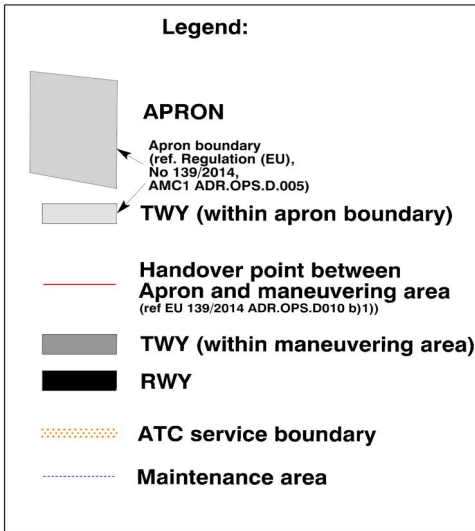 Legend:
APRON
Apron boundary
(ref. Regulation (EU),
No 139/2014,
AMC1 ADR.OPS.D.005)
TWY (within apron boundary)
Handover point between
Apron and maneuvering area
(ref EU 139/2014 ADR.OPS.D010 b)1))
TWY (within maneuvering area)
RWY
ATC service boundary
Maintenance area